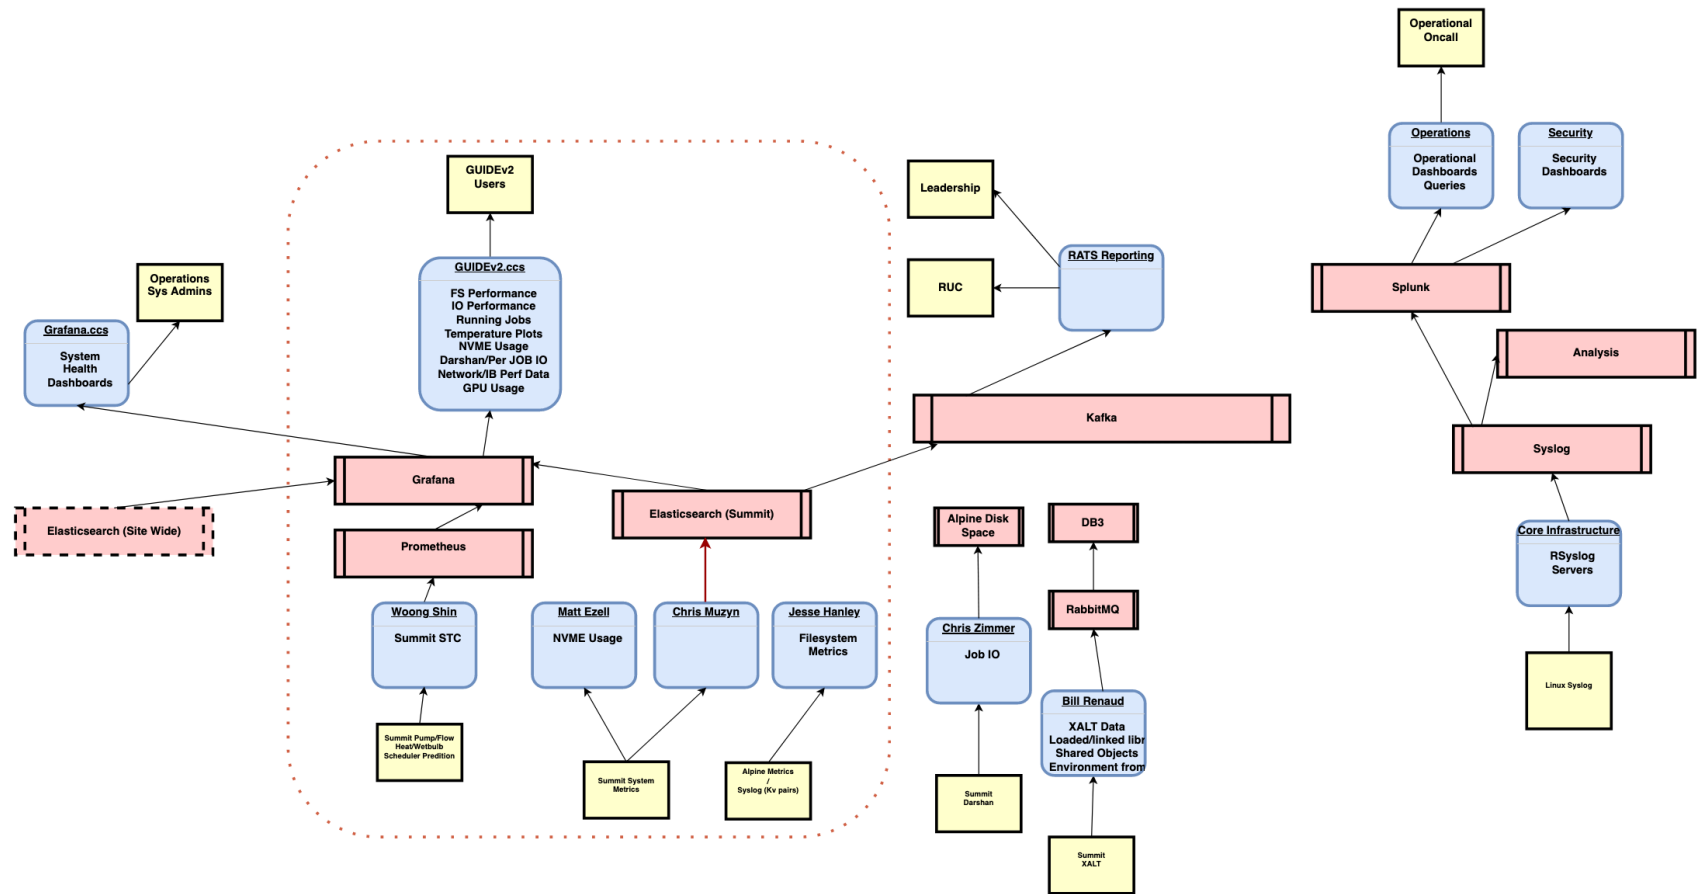 Operational
Oncall
Operations
Operational
Dashboards
Queries
Security
Security
Dashboards
GUIDEv2
Users
Leadership
RATS Reporting
RUC
GUIDEv2.ccs
FS Performance
IO Performance
Running Jobs
Temperature Plots
NVME Usage
Darshan/Per JOB IO
Network/IB Perf Data
GPU Usage
Operations
Sys Admins
Grafana.ccs
System
Health
Dashboards
Splunk
Analysis
Kafka
Syslog
Grafana
Elasticsearch (Site Wide)
Prometheus
Elasticsearch (Summit)
Alpine Disk
Space
DB3
RabbitMQ
Core Infrastructure
RSyslog
Servers
Woong Shin
Summit STC
Matt Ezell
NVME Usage
Chris Muzyn
Jesse Hanley
Filesystem
Metrics
Chris Zimmer
Job IO
Bill Renaud
XALT Data
Loaded/linked libr
Shared Objects
Environment from
Linux Syslog
Summit Pump/Flow
Heat/Wetbulb
Scheduler Predition
Summit System
Metrics
Alpine Metrics
/
Syslog (Kv pairs)
Summit
Darshan
Summit
XALT